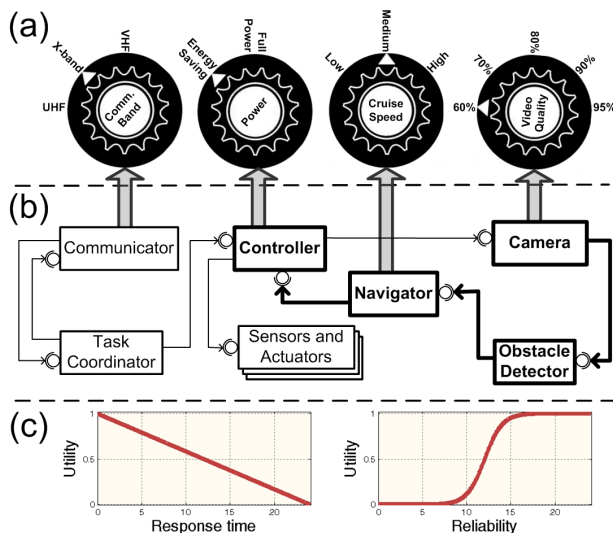 (a)
UHF
X-band
VHF
Comm.
Band
Energy
Saving
Full
Power
Power
Low
Medium
High
Cruise
Speed
60%
70%
80%
90%
95%
Video
Quality
(b)
Communicator
Controller
Camera
Navigator
Task
Coordinator
Sensors and
Actuators
Obstacle
Detector
(c)
Utility
1
0.5
0
0
5
10
15
20
Response time
Utility
1
0.5
0
0
5
10
15
20
Reliability